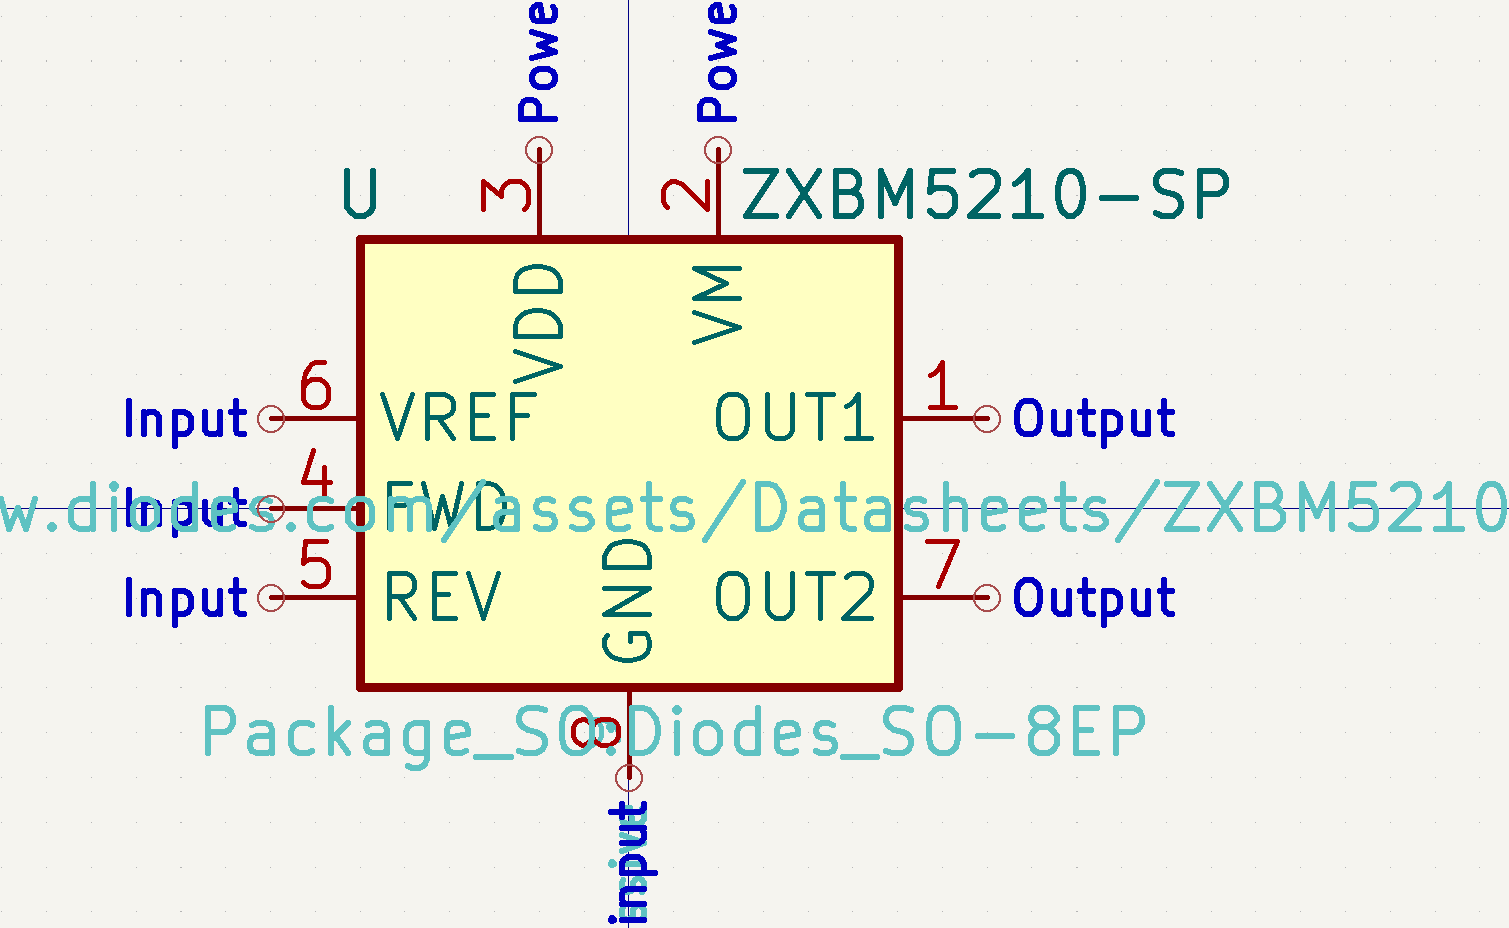 Powe
Powe
U
3
2
ZXBM5210-SP
VDD
VM
6
1
Input
VREF
OUT1
Output
4
Input
FWD
w.diodes.com/assets/Datasheets/ZXBM5210
5
7
Input
REV
GND
OUT2
Output
8
Package_SO:Diodes_SO-8EP
input